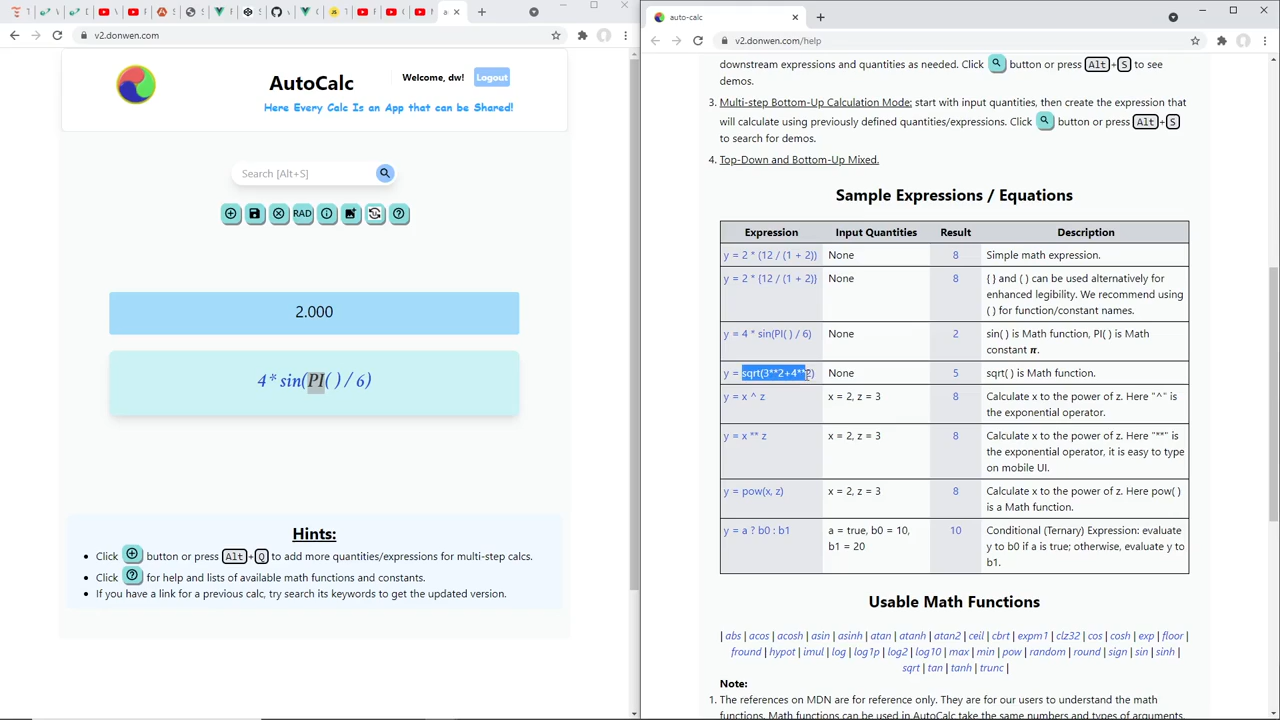 v2.donwen.com
AutoCalc
Welcome, dw!
Logout
Here Every Calc Is an App that can be Shared!
Search [Alt+S]
RAD
2.000
4 * sin(PI( ) / 6)
Hints:
Click button or press Alt+Q to add more quantities/expressions for multi-step calcs.
Click for help and lists of available math functions and constants.
If you have a link for a previous calc, try search its keywords to get the updated version.
auto-calc
v2.donwen.com/help
downstream expressions and quantities as needed. Click button or press Alt+S to see
demos.
3. Multi-step Bottom-Up Calculation Mode: start with input quantities, then create the expression that
will calculate using previously defined quantities/expressions. Click button or press Alt+S
to search for demos.
4. Top-Down and Bottom-Up Mixed.
Sample Expressions / Equations
Expression Input Quantities Result Description
y = 2 * (12 / (1 + 2)) None 8 Simple math expression.
y = 2 * {12 / (1 + 2)} None 8 { } and ( ) can be used alternatively for
enhanced legibility. We recommend using
( ) for function/constant names.
y = 4 * sin(PI( ) / 6) None 2 sin( ) is Math function, PI( ) is Math
constant π.
y = sqrt(3**2+4**2) None 5 sqrt( ) is Math function.
y = x ^ z x = 2, z = 3 8 Calculate x to the power of z. Here "^" is
the exponential operator.
y = x ** z x = 2, z = 3 8 Calculate x to the power of z. Here "**" is
the exponential operator, it is easy to type
on mobile UI.
y = pow(x, z) x = 2, z = 3 8 Calculate x to the power of z. Here pow( )
is a Math function.
y = a ? b0 : b1 a = true, b0 = 10, 10 Conditional (Ternary) Expression: evaluate
b1 = 20 y to b0 if a is true; otherwise, evaluate y to
b1.
Usable Math Functions
| abs | acos | acosh | asin | asinh | atan | atanh | atan2 | ceil | cbrt | expm1 | clz32 | cos | cosh | exp | floor |
fround | hypot | imul | log | log1p | log2 | log10 | max | min | pow | random | round | sign | sin | sinh |
sqrt | tan | tanh | trunc |
Note:
1. The references on MDN are for reference only. They are for our users to understand the math
functions. Math functions can be used in AutoCalc take the same numbers and types of arguments.